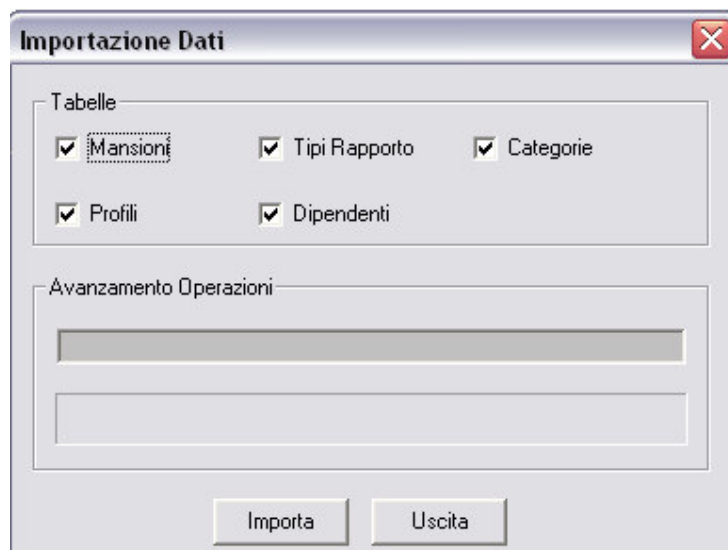 Importazione Dati
Tabelle
Mansioni Tipi Rapporto Categorie
Profili Dipendenti
Avanzamento Operazioni
Importa Uscita